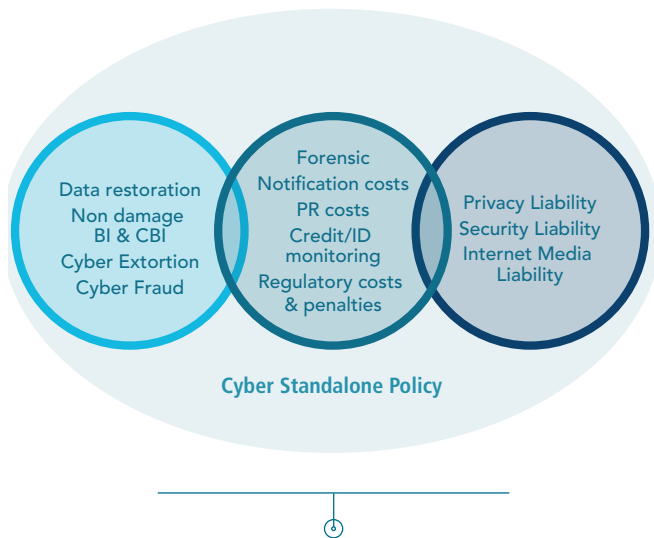 Data restoration
Non damage
BI & CBI
Cyber Extortion
Cyber Fraud
Forensic
Notification costs
PR costs
Credit/ID
monitoring
Regulatory costs
& penalties
Privacy Liability
Security Liability
Internet Media
Liability
Cyber Standalone Policy